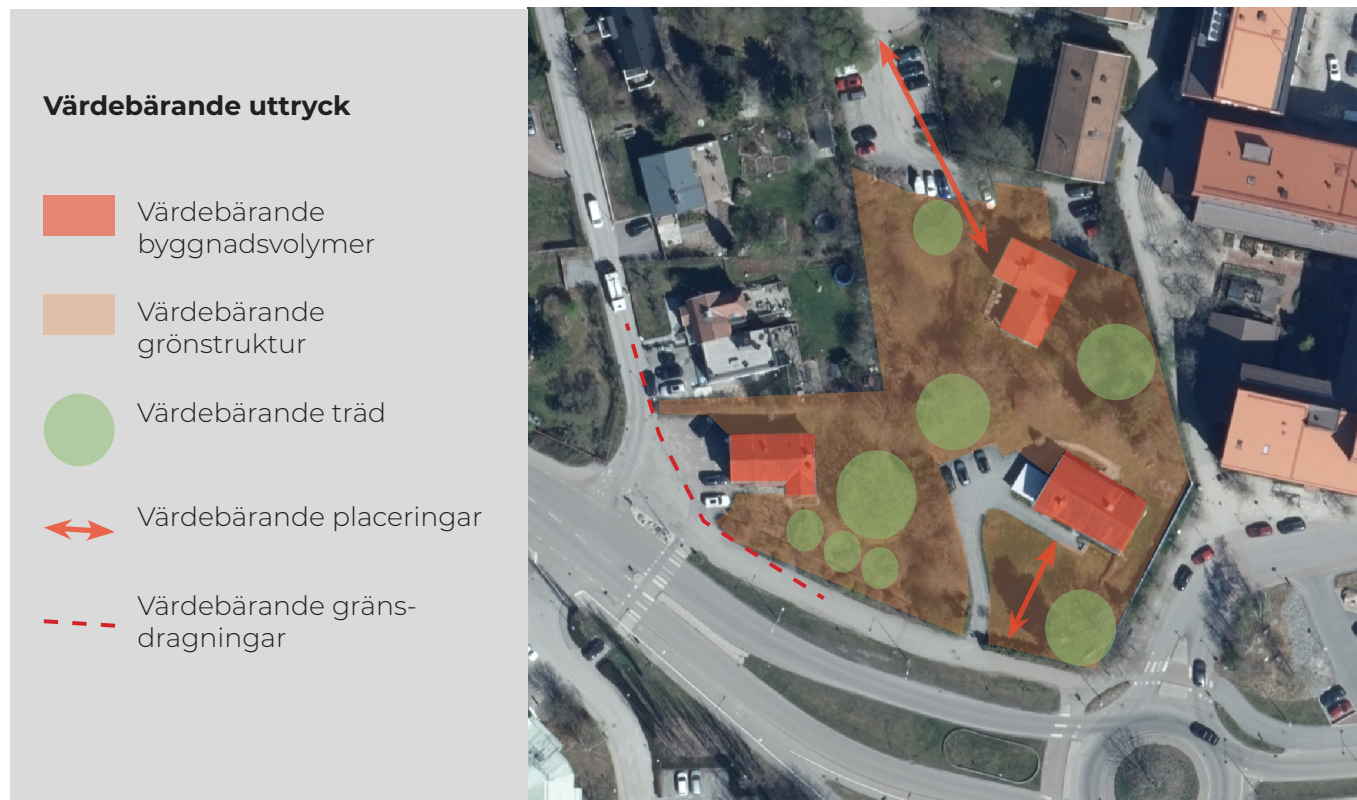 Värdebärande uttryck
Värdebärande
byggnadsvolymer
Värdebärande
grönstruktur
Värdebärande träd
Värdebärande placeringar
Värdebärande gräns-
dragningar